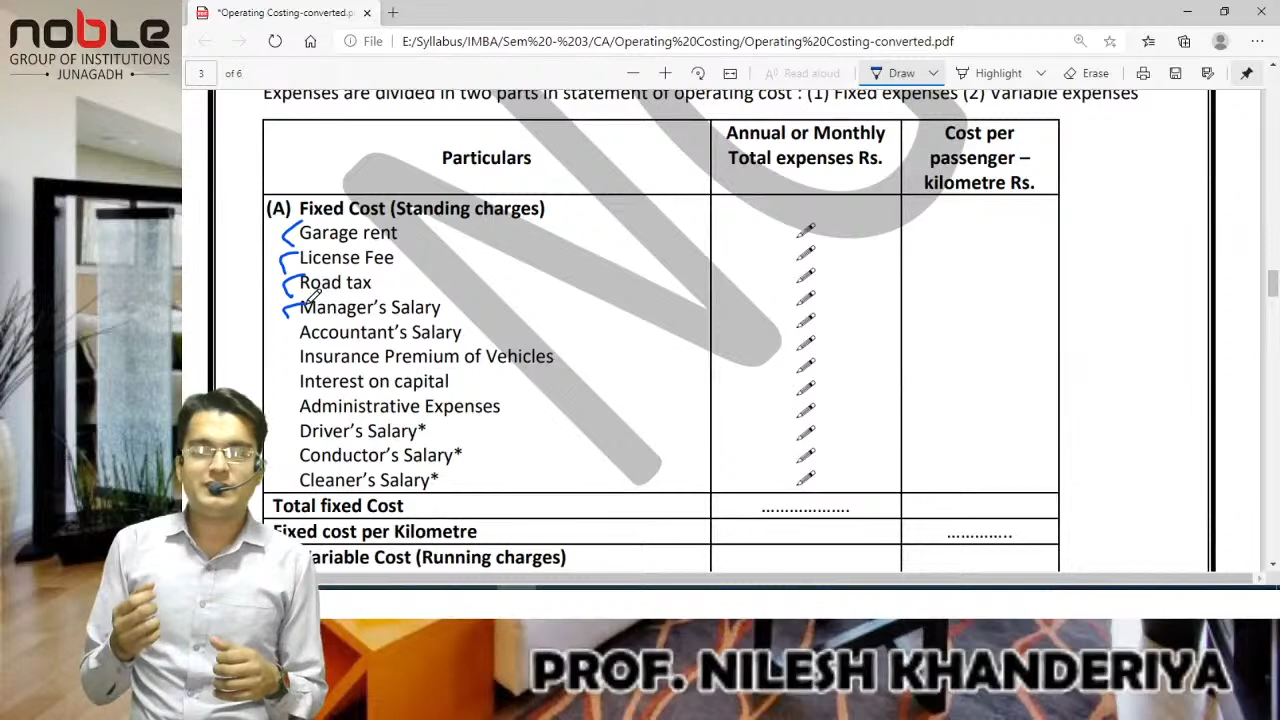 noble
GROUP OF INSTITUTIONS
JUNAGADH
*Operating Costing-converted.p
File
E:/Syllabus/IMBA/Sem%20-%203/CA/Operating%20Costing/Operating%20Costing-converted.pdf
3 of 6
Read aloud
Draw
Highlight
Erase
Expenses are divided in two parts in statement of operating cost : (1) Fixed expenses (2) Variable expenses
Particulars
Annual or Monthly
Total expenses Rs.
Cost per
passenger –
kilometre Rs.
(A) Fixed Cost (Standing charges)
Garage rent
License Fee
Road tax
Manager's Salary
Accountant's Salary
Insurance Premium of Vehicles
Interest on capital
Administrative Expenses
Driver's Salary*
Conductor's Salary*
Cleaner's Salary*
Total fixed Cost ……………….
Fixed cost per Kilometre …………..
Variable Cost (Running charges)
PROF. NILESH KHANDERIYA